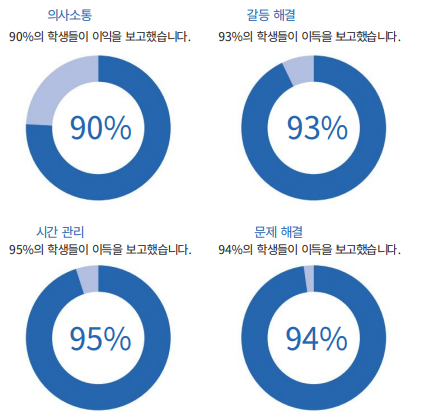 의사소통
90%의 학생들이 이익을 보고했습니다.
90%
갈등 해결
93%의 학생들이 이득을 보고했습니다.
93%
시간 관리
95%의 학생들이 이득을 보고했습니다.
95%
문제 해결
94%의 학생들이 이득을 보고했습니다.
94%